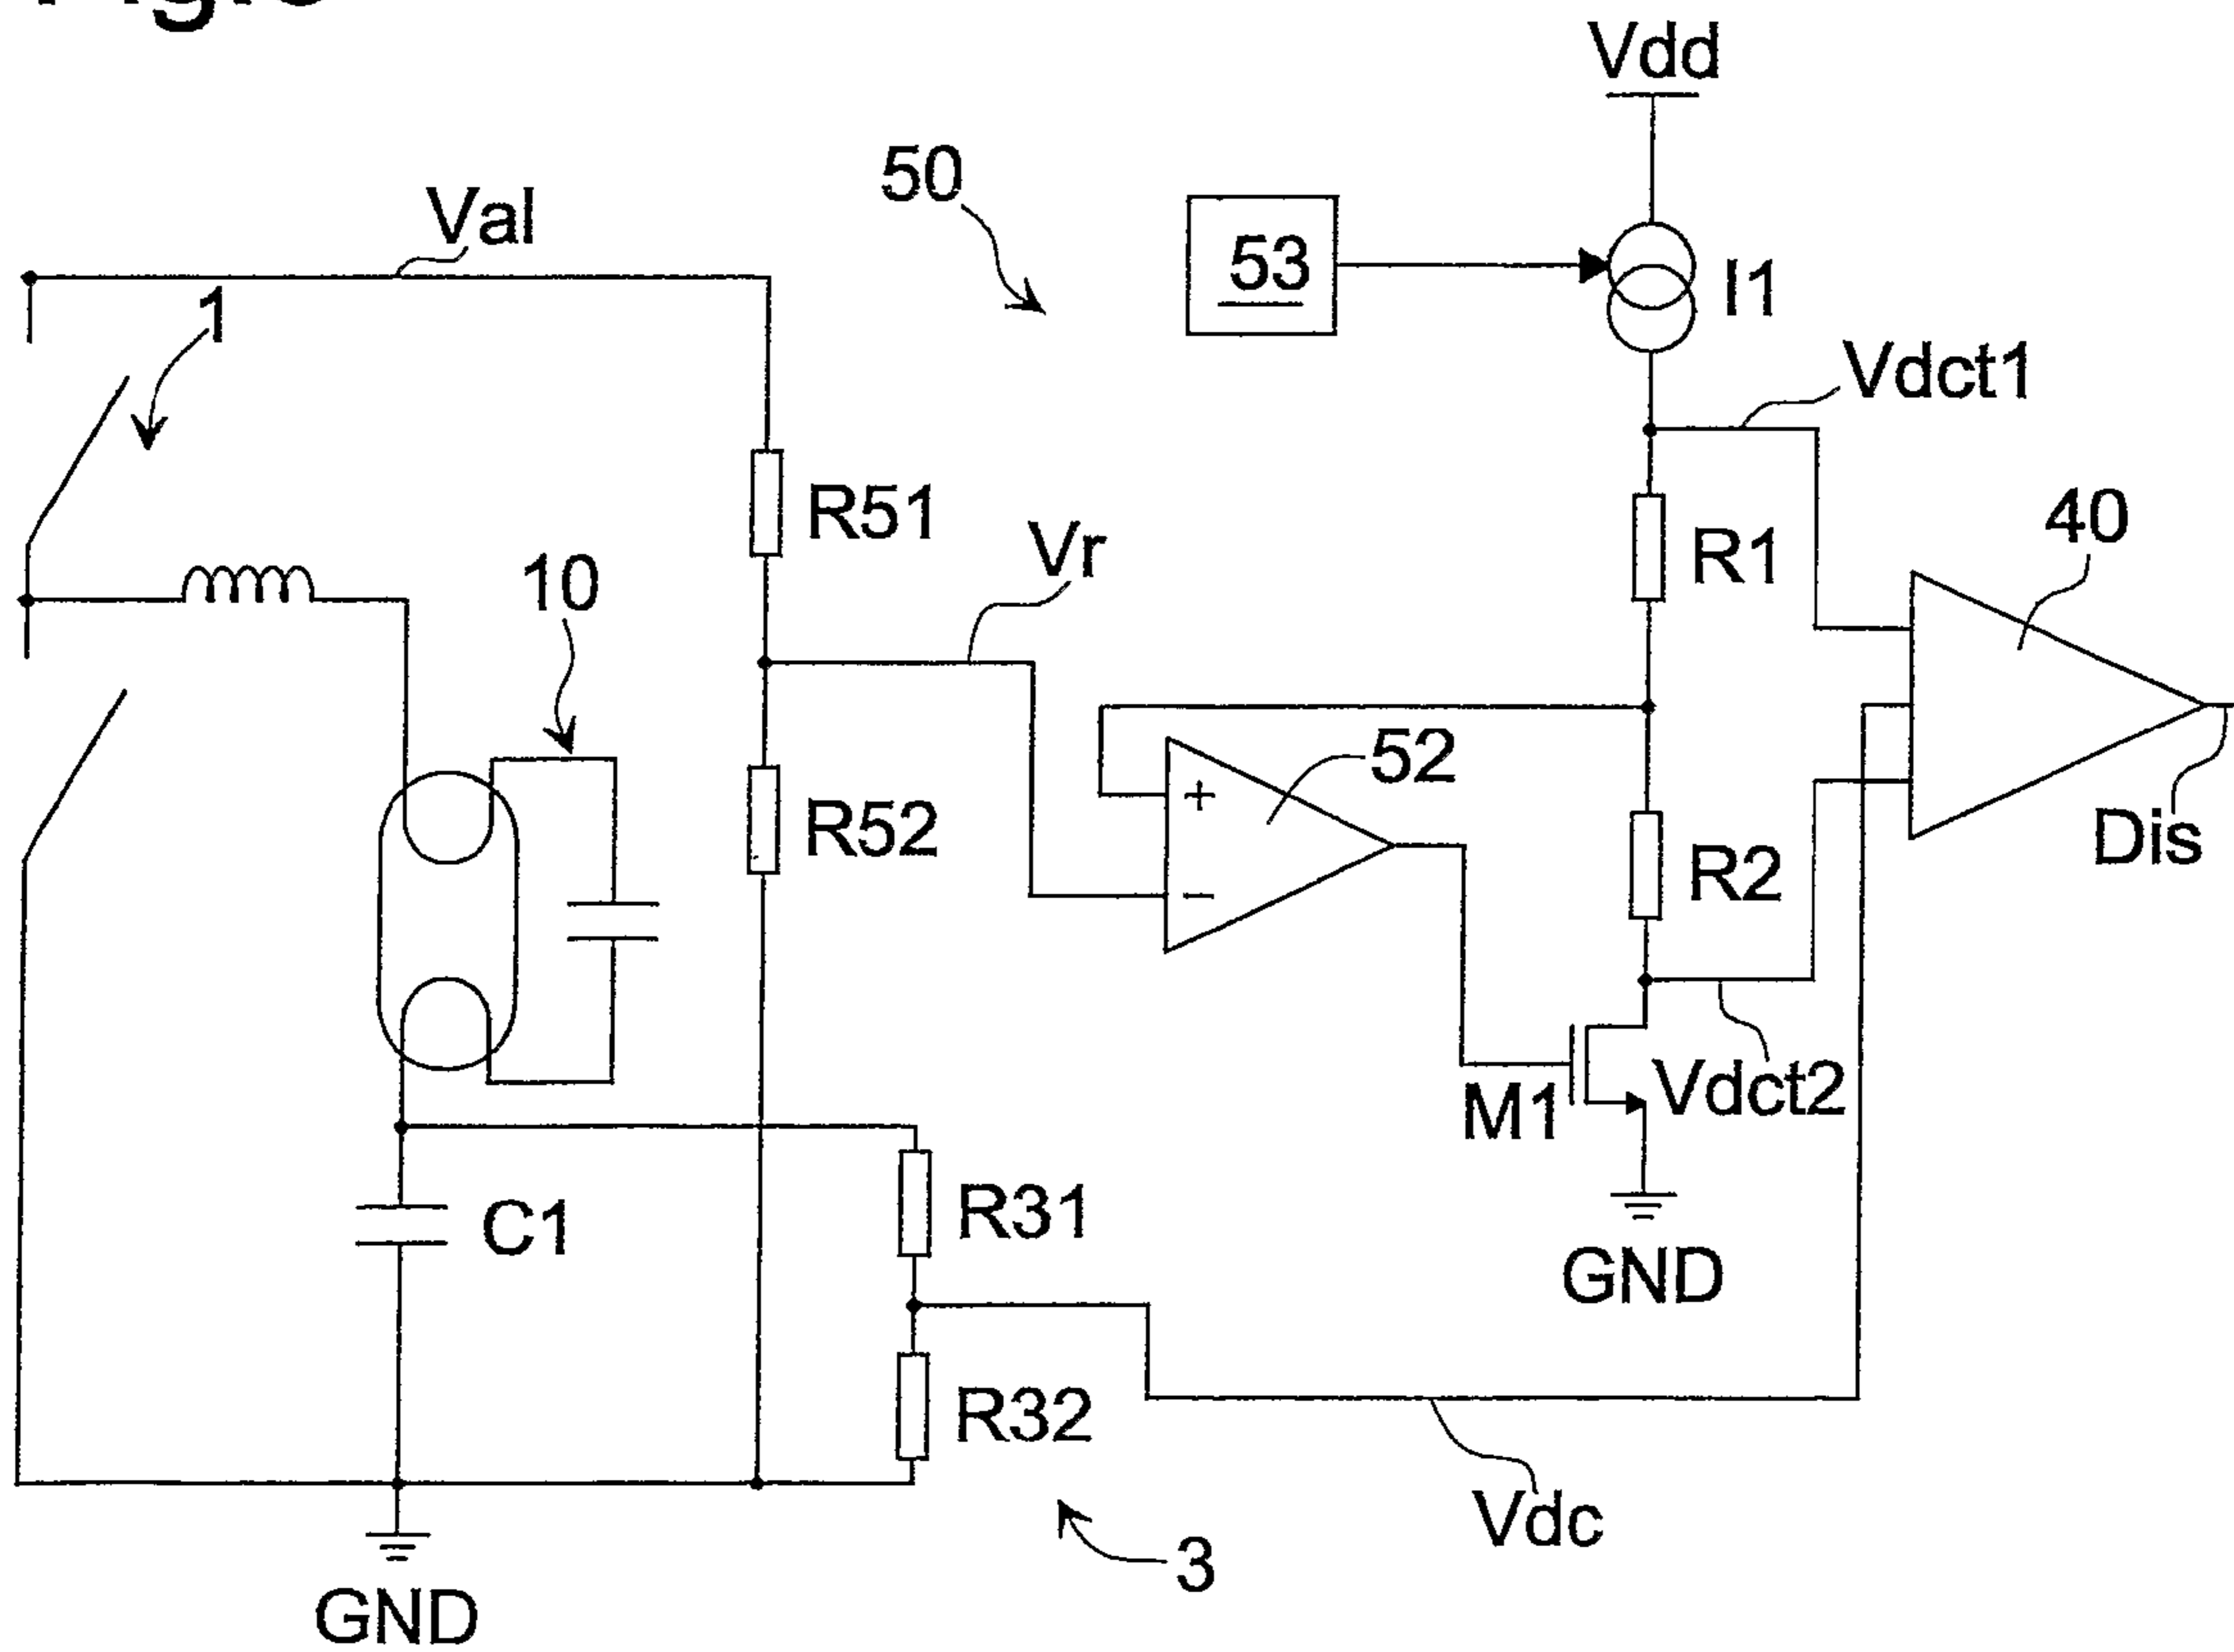 Vdd
50
Val
53
I1
1
Vdct1
R51
40
Vr
R1
10
52
+
R52
R2
Dis
−
Vdct2
M1
R31
C1
GND
R32
Vdc
3
GND